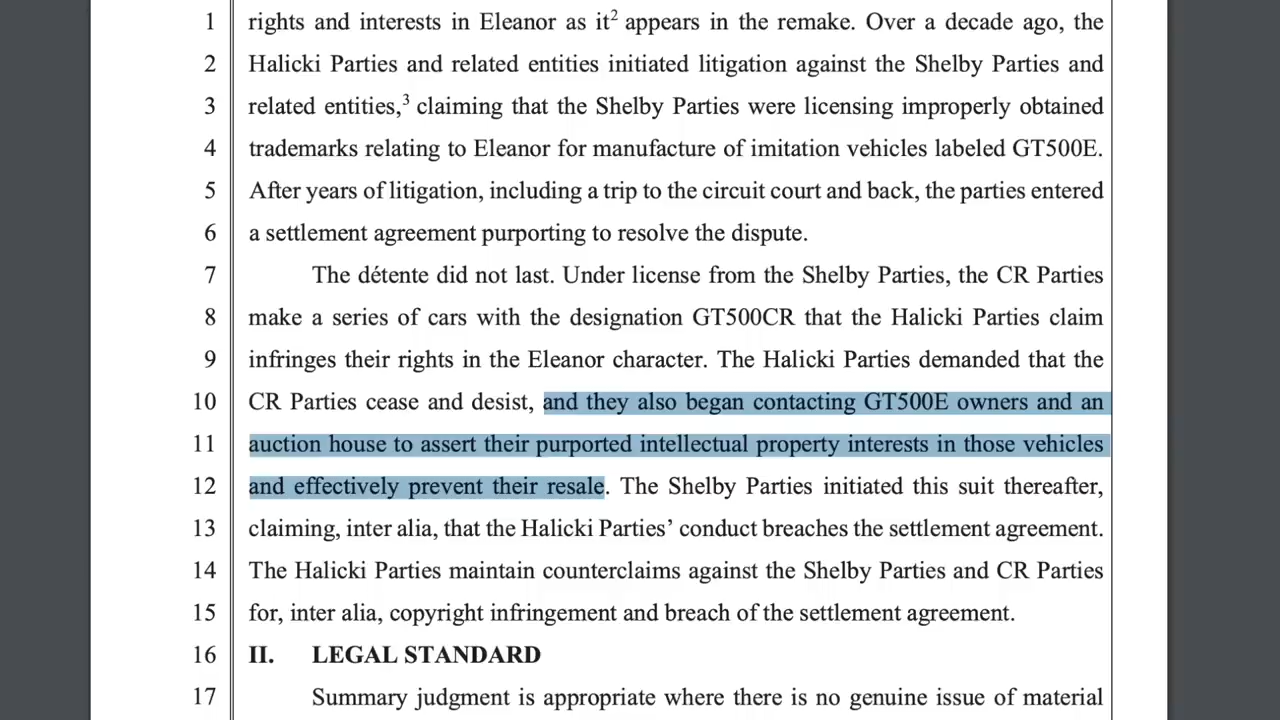 1 rights and interests in Eleanor as it2 appears in the remake. Over a decade ago, the
2 Halicki Parties and related entities initiated litigation against the Shelby Parties and
3 related entities,3 claiming that the Shelby Parties were licensing improperly obtained
4 trademarks relating to Eleanor for manufacture of imitation vehicles labeled GT500E.
5 After years of litigation, including a trip to the circuit court and back, the parties entered
6 a settlement agreement purporting to resolve the dispute.
7 The détente did not last. Under license from the Shelby Parties, the CR Parties
8 make a series of cars with the designation GT500CR that the Halicki Parties claim
9 infringes their rights in the Eleanor character. The Halicki Parties demanded that the
10 CR Parties cease and desist, and they also began contacting GT500E owners and an
11 auction house to assert their purported intellectual property interests in those vehicles
12 and effectively prevent their resale. The Shelby Parties initiated this suit thereafter,
13 claiming, inter alia, that the Halicki Parties’ conduct breaches the settlement agreement.
14 The Halicki Parties maintain counterclaims against the Shelby Parties and CR Parties
15 for, inter alia, copyright infringement and breach of the settlement agreement.
16 II. LEGAL STANDARD
17 Summary judgment is appropriate where there is no genuine issue of material